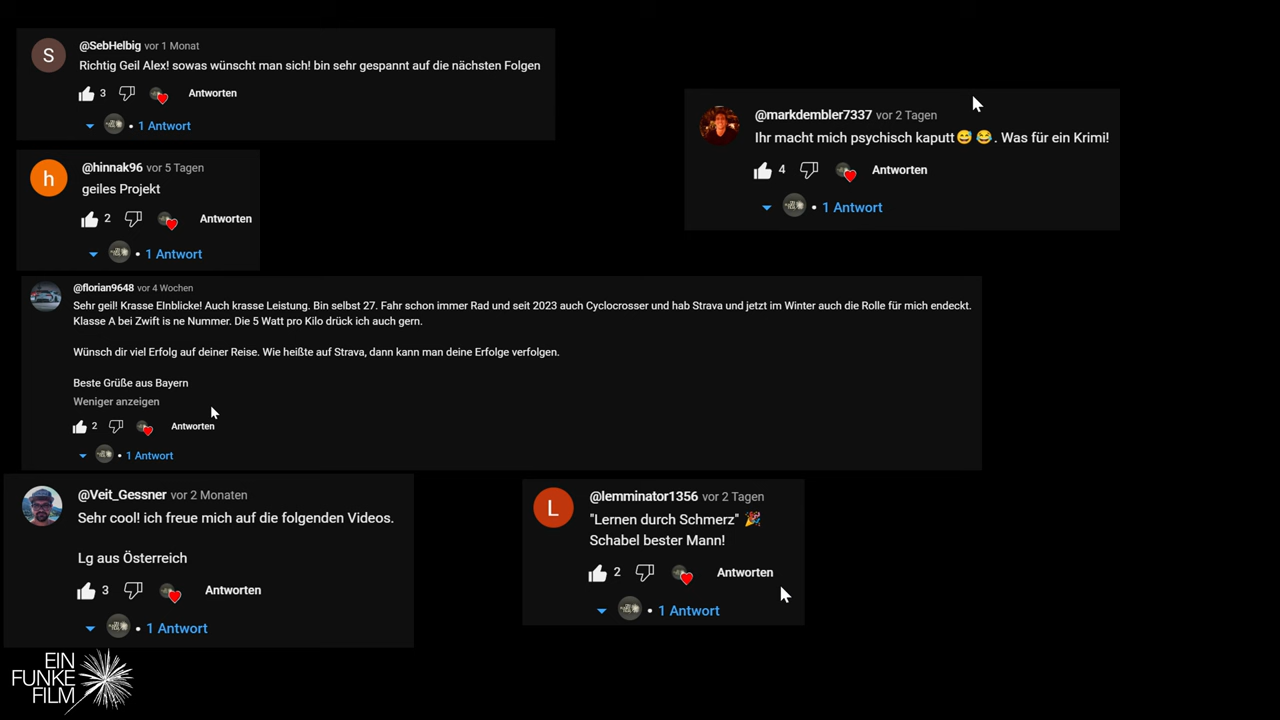 @SebHelbig vor 1 Monat
Richtig Geil Alex! sowas wünscht man sich! bin sehr gespannt auf die nächsten Folgen
3 Antworten
• 1 Antwort
@hinnak96 vor 5 Tagen
geiles Projekt
2 Antworten
• 1 Antwort
@markdembler7337 vor 2 Tagen
Ihr macht mich psychisch kaputt😅 😂. Was für ein Krimi!
4 Antworten
• 1 Antwort
@florian9648 vor 4 Wochen
Sehr geil! Krasse EInblicke! Auch krasse Leistung. Bin selbst 27. Fahr schon immer Rad und seit 2023 auch Cyclocrosser und hab Strava und jetzt im Winter auch die Rolle für mich endeckt.
Klasse A bei Zwift is ne Nummer. Die 5 Watt pro Kilo drück ich auch gern.
Wünsch dir viel Erfolg auf deiner Reise. Wie heißte auf Strava, dann kann man deine Erfolge verfolgen.
Beste Grüße aus Bayern
Weniger anzeigen
2 Antworten
• 1 Antwort
@Veit_Gessner vor 2 Monaten
Sehr cool! ich freue mich auf die folgenden Videos.
Lg aus Österreich
3 Antworten
• 1 Antwort
@lemminator1356 vor 2 Tagen
"Lernen durch Schmerz" 🎉
Schabel bester Mann!
2 Antworten
• 1 Antwort
S
h
L
EIN
FUNKE
FILM